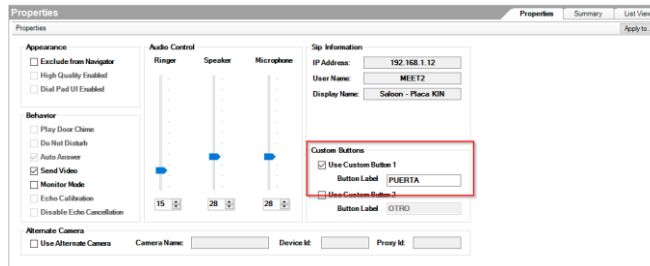 Properties
Properties Summary List View
Properties
Apply to...
Appearance
Exclude from Navigator
High Quality Enabled
Dial Pad UI Enabled
Behavior
Play Door Chime
Do Not Disturb
Auto Answer
Send Video
Monitor Mode
Echo Calibration
Disable Echo Cancellation
Audio Control
Ringer Speaker Microphone
15 28 28
Sip Information
IP Address: 192.168.1.12
User Name: MEET2
Display Name: Saloon - Placa KIN
Custom Buttons
Use Custom Button 1
Button Label PUERTA
Use Custom Button 2
Button Label OTRO
Alternate Camera
Use Alternate Camera Camera Name: Device Id: Proxy Id: